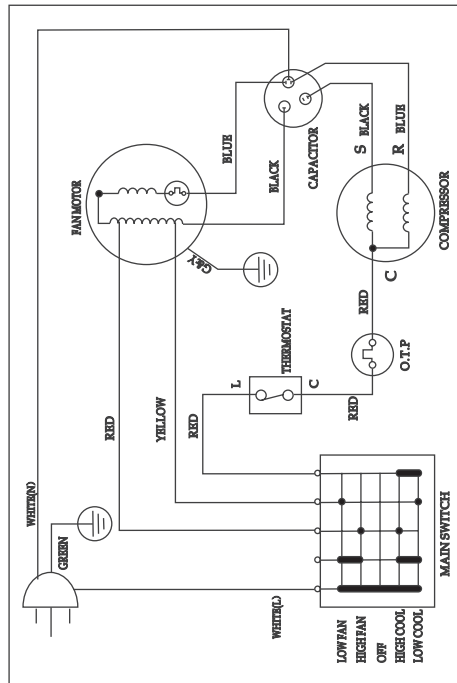 FAN MOTOR
BLUE
BLACK
CAPACITOR
S
BLACK
R
BLUE
COMPRESSOR
C
RED
O.T.P
G&Y
THERMOSTAT
L
C
RED
RED
YELLOW
RED
WHITE(N)
GREEN
WHITE(L)
MAIN SWITCH
LOW FAN
HIGH FAN
OFF
HIGH COOL
LOW COOL